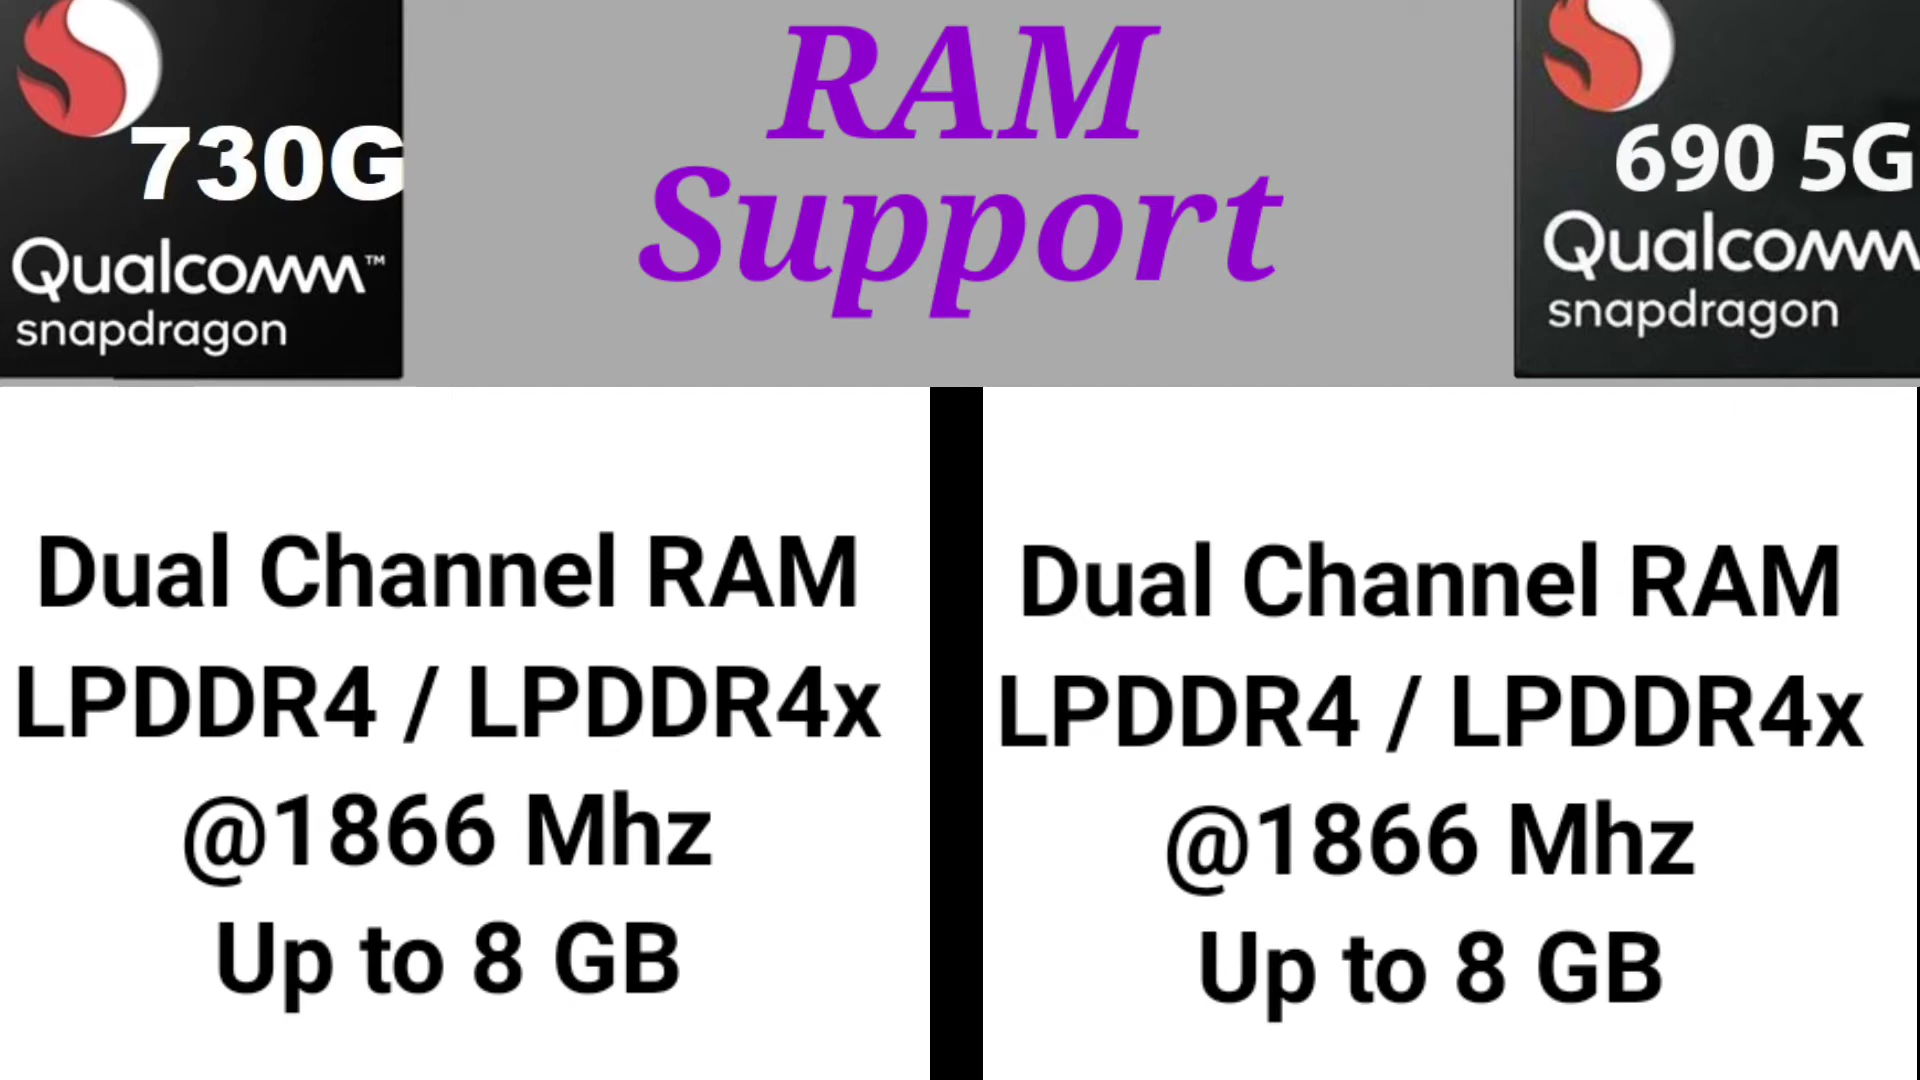 730G
Qualcomm™
snapdragon
RAM
Support
690 5G
Qualcomm
snapdragon
Dual Channel RAM
LPDDR4 / LPDDR4x
@1866 Mhz
Up to 8 GB
Dual Channel RAM
LPDDR4 / LPDDR4x
@1866 Mhz
Up to 8 GB